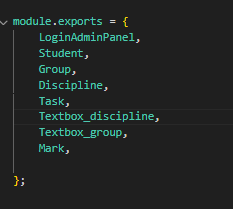 module.exports = {
LoginAdminPanel,
Student,
Group,
Discipline,
Task,
Textbox_discipline,
Textbox_group,
Mark,
};